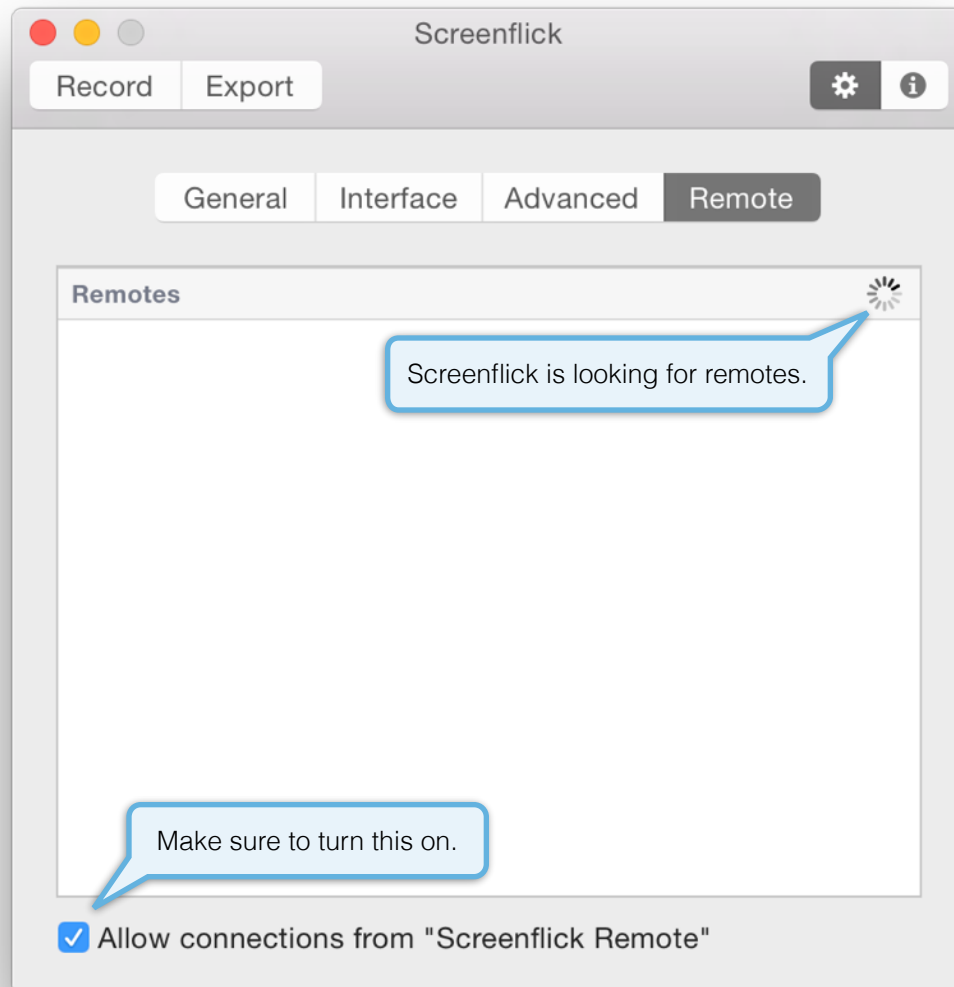 Screenflick
Record Export
General Interface Advanced Remote
Remotes
Screenflick is looking for remotes.
Make sure to turn this on.
Allow connections from "Screenflick Remote"